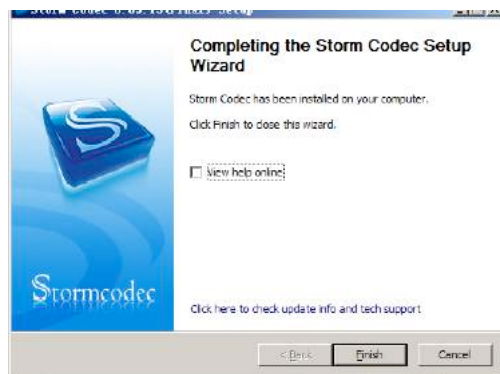 Completing the Storm Codec Setup
Wizard
Storm Codec has been installed on your computer.
Click Finish to close this wizard.
View help online
Stormcodec
Click here to check update info and tech support
< Back
Finish
Cancel